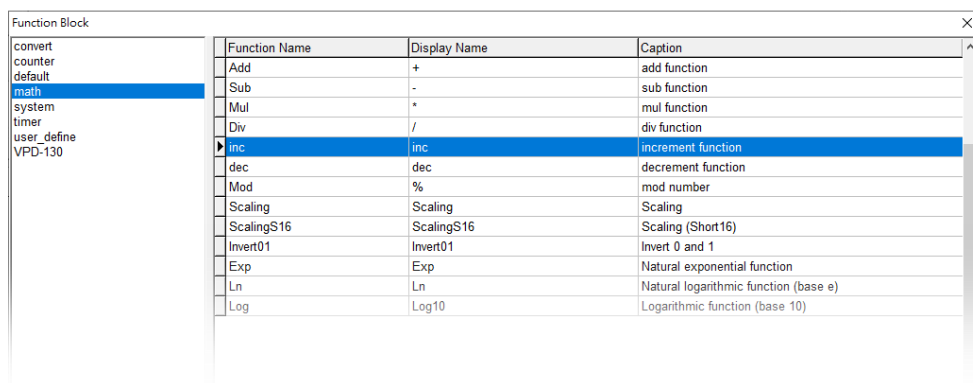 Function Block
convert
counter
default
math
system
timer
user_define
VPD-130
Function Name Display Name Caption
Add + add function
Sub - sub function
Mul * mul function
Div / div function
inc inc increment function
dec dec decrement function
Mod % mod number
Scaling Scaling Scaling
ScalingS16 ScalingS16 Scaling (Short16)
Invert01 Invert01 Invert 0 and 1
Exp Exp Natural exponential function
Ln Ln Natural logarithmic function (base e)
Log Log10 Logarithmic function (base 10)